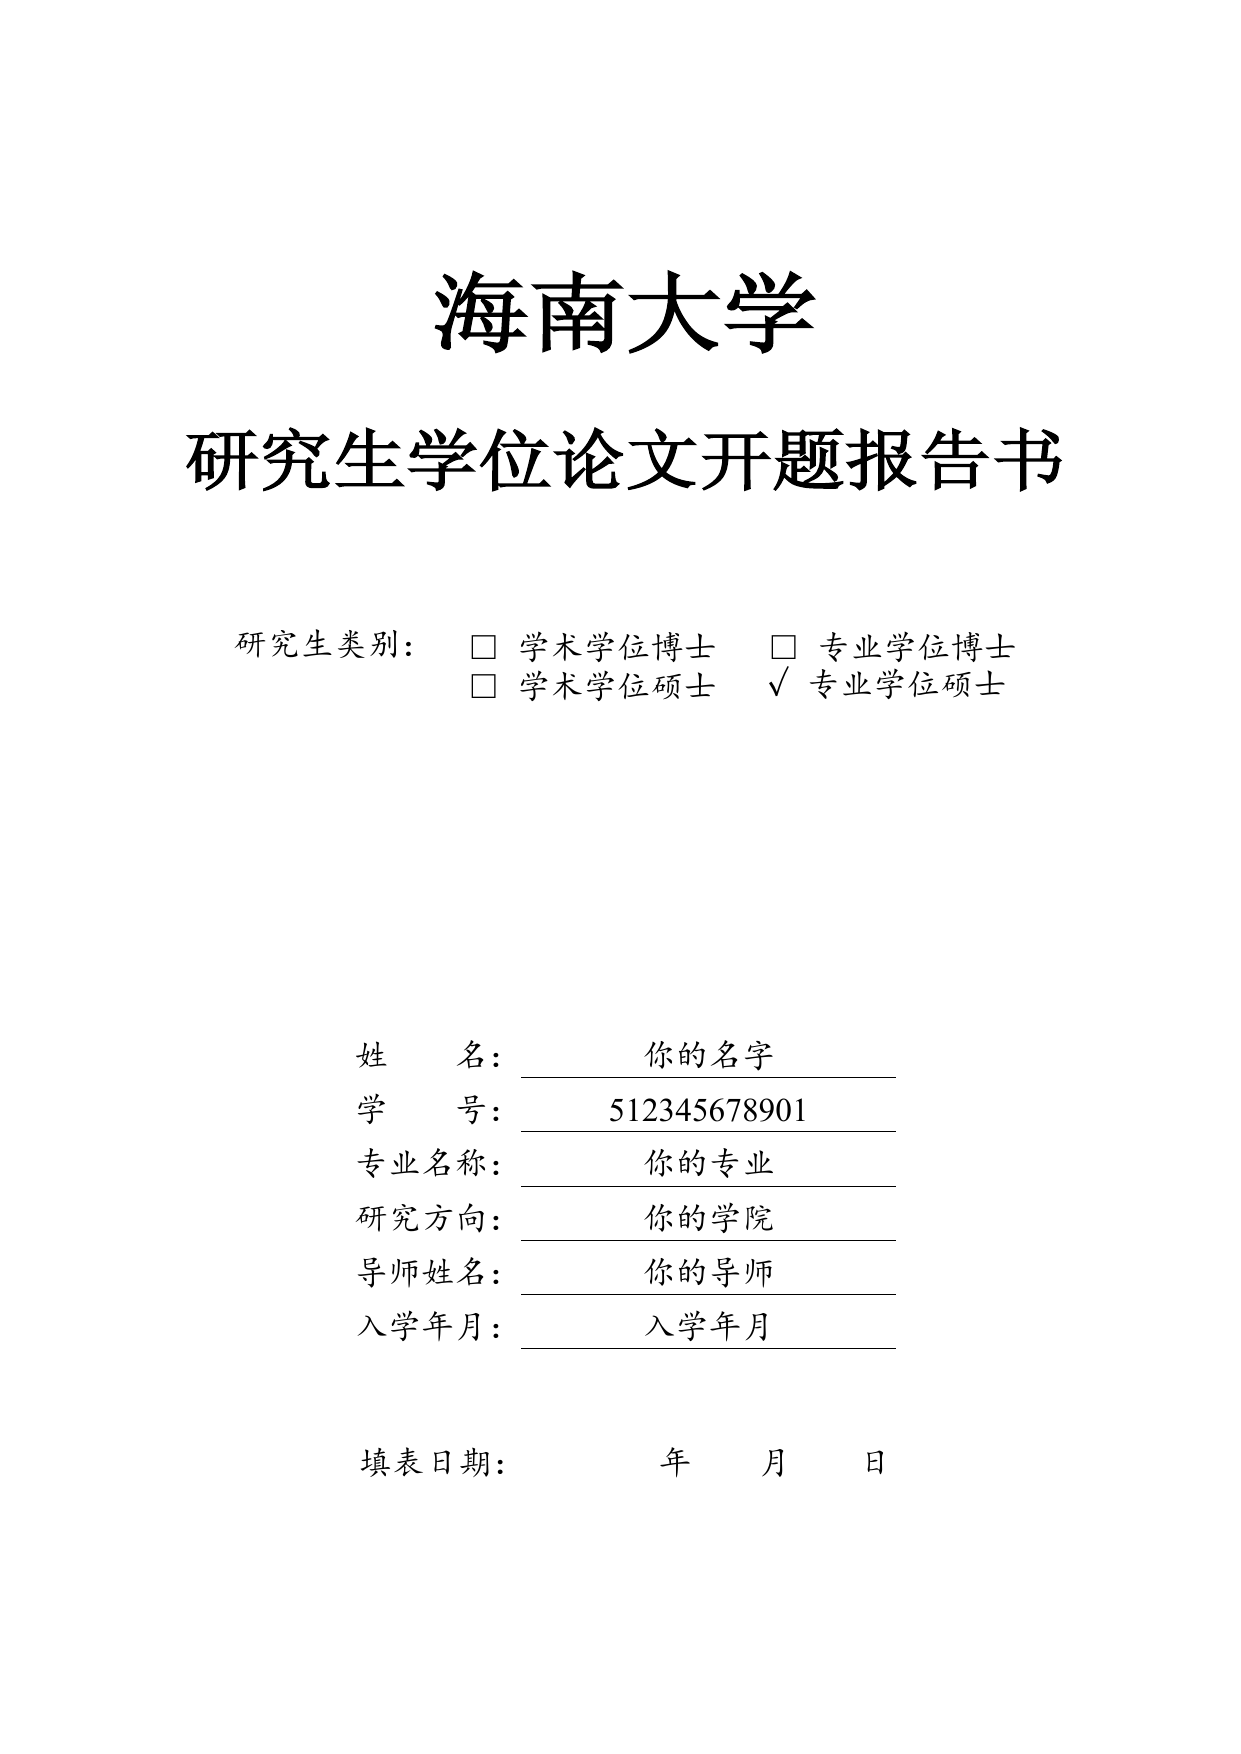 海南大学
研究生学位论文开题报告书
研究生类别： □ 学术学位博士 □ 专业学位博士
□ 学术学位硕士 √ 专业学位硕士
姓 名： 你的名字
学 号： 512345678901
专业名称： 你的专业
研究方向： 你的学院
导师姓名： 你的导师
入学年月： 入学年月
填表日期： 年 月 日